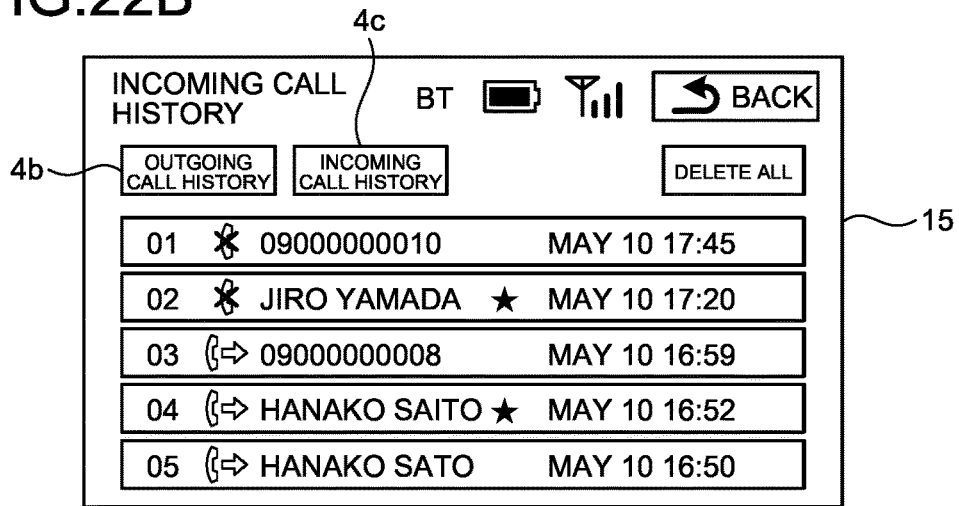 FIG.22B
4c
INCOMING CALL
HISTORY
BT
BACK
4b
OUTGOING
CALL HISTORY
INCOMING
CALL HISTORY
DELETE ALL
15
01 09000000010 MAY 10 17:45
02 JIRO YAMADA ★ MAY 10 17:20
03 09000000008 MAY 10 16:59
04 HANAKO SAITO ★ MAY 10 16:52
05 HANAKO SATO MAY 10 16:50